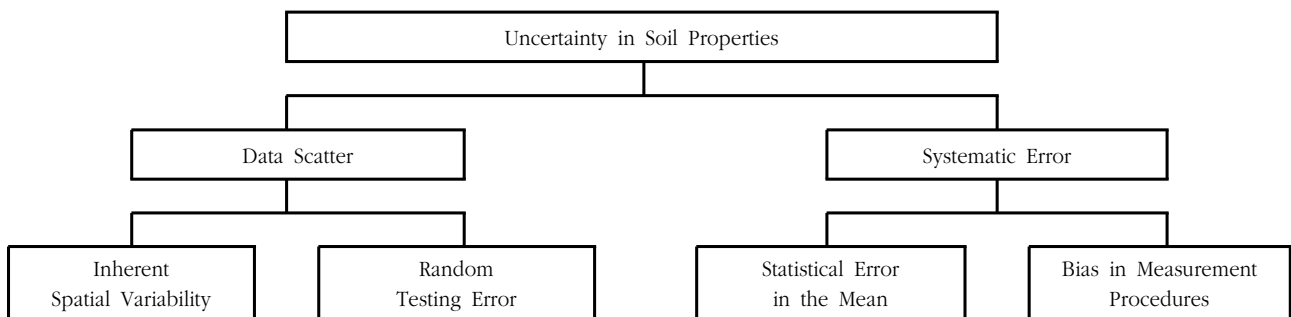 Uncertainty in Soil Properties
Data Scatter
Systematic Error
Inherent
Spatial Variability
Random
Testing Error
Statistical Error
in the Mean
Bias in Measurement
Procedures